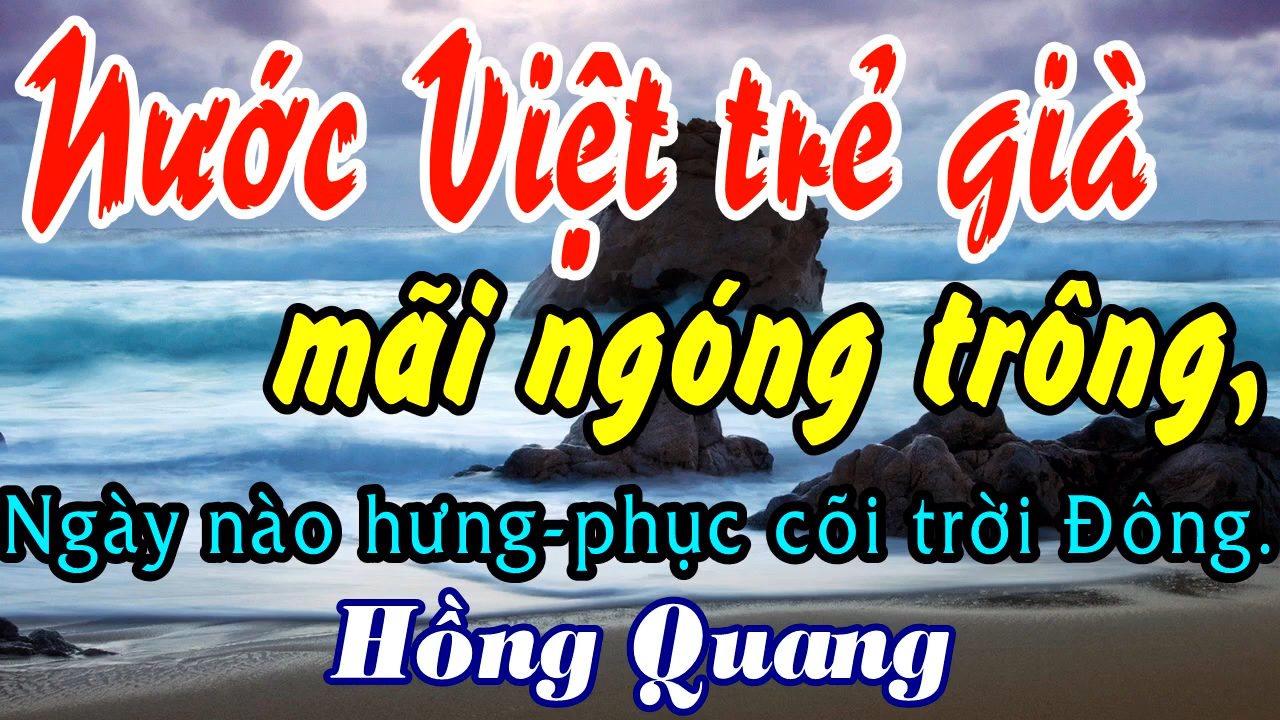 Nước Việt trẻ già
mãi ngóng trông,
Ngày nào hưng-phục cõi trời Đông.
Hồng Quang